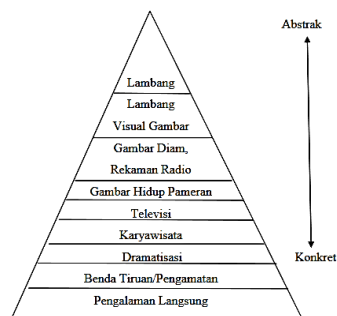 Abstrak
Lambang
Lambang
Visual Gambar
Gambar Diam,
Rekaman Radio
Gambar Hidup Pameran
Televisi
Karyawisata
Dramatisasi
Konkret
Benda Tiruan/Pengamatan
Pengalaman Langsung